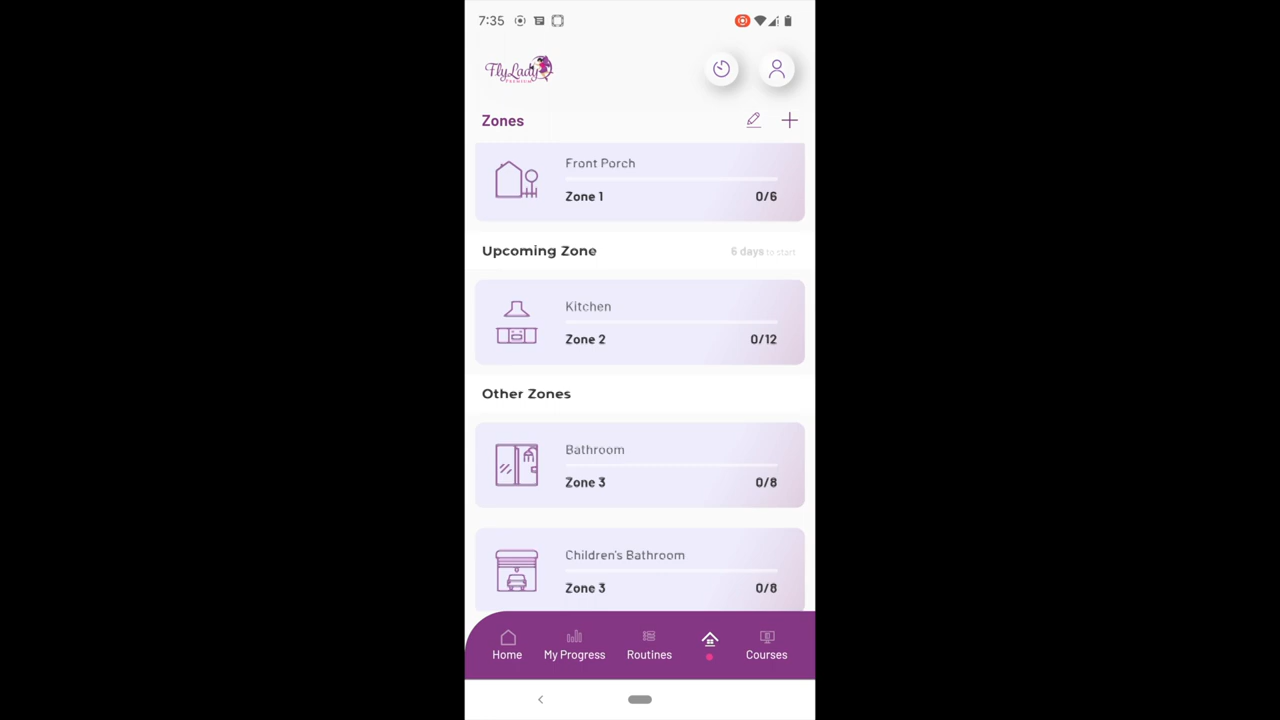 7:35
FlyLady
PREMIUM
Zones
Front Porch
Zone 1 0/6
Upcoming Zone 6 days to start
Kitchen
Zone 2 0/12
Other Zones
Bathroom
Zone 3 0/8
Children's Bathroom
Zone 3 0/8
Home My Progress Routines Courses